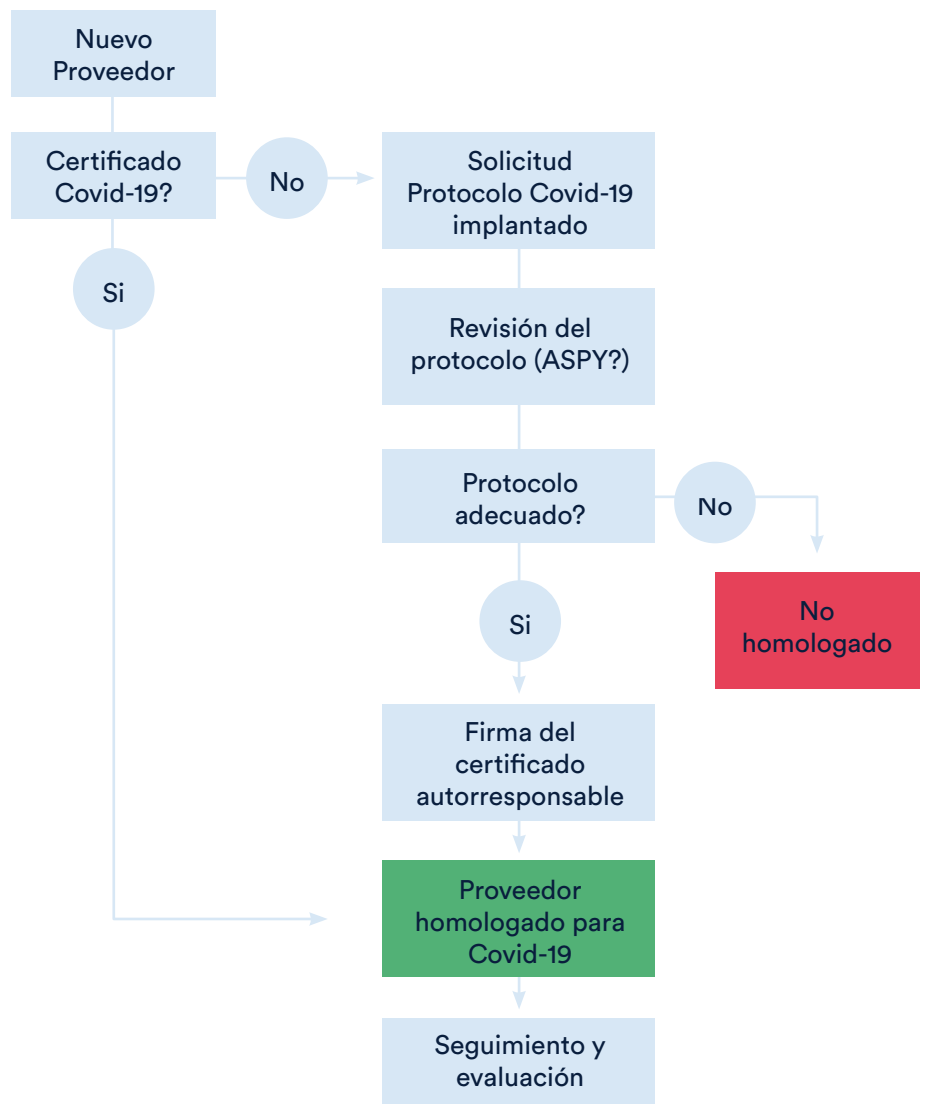 Nuevo
Proveedor
Certificado
Covid-19?
No
Solicitud
Protocolo Covid-19
implantado
Si
Revisión del
protocolo (ASPY?)
Protocolo
adecuado?
No
No
homologado
Si
Firma del
certificado
autorresponsable
Proveedor
homologado para
Covid-19
Seguimiento y
evaluación